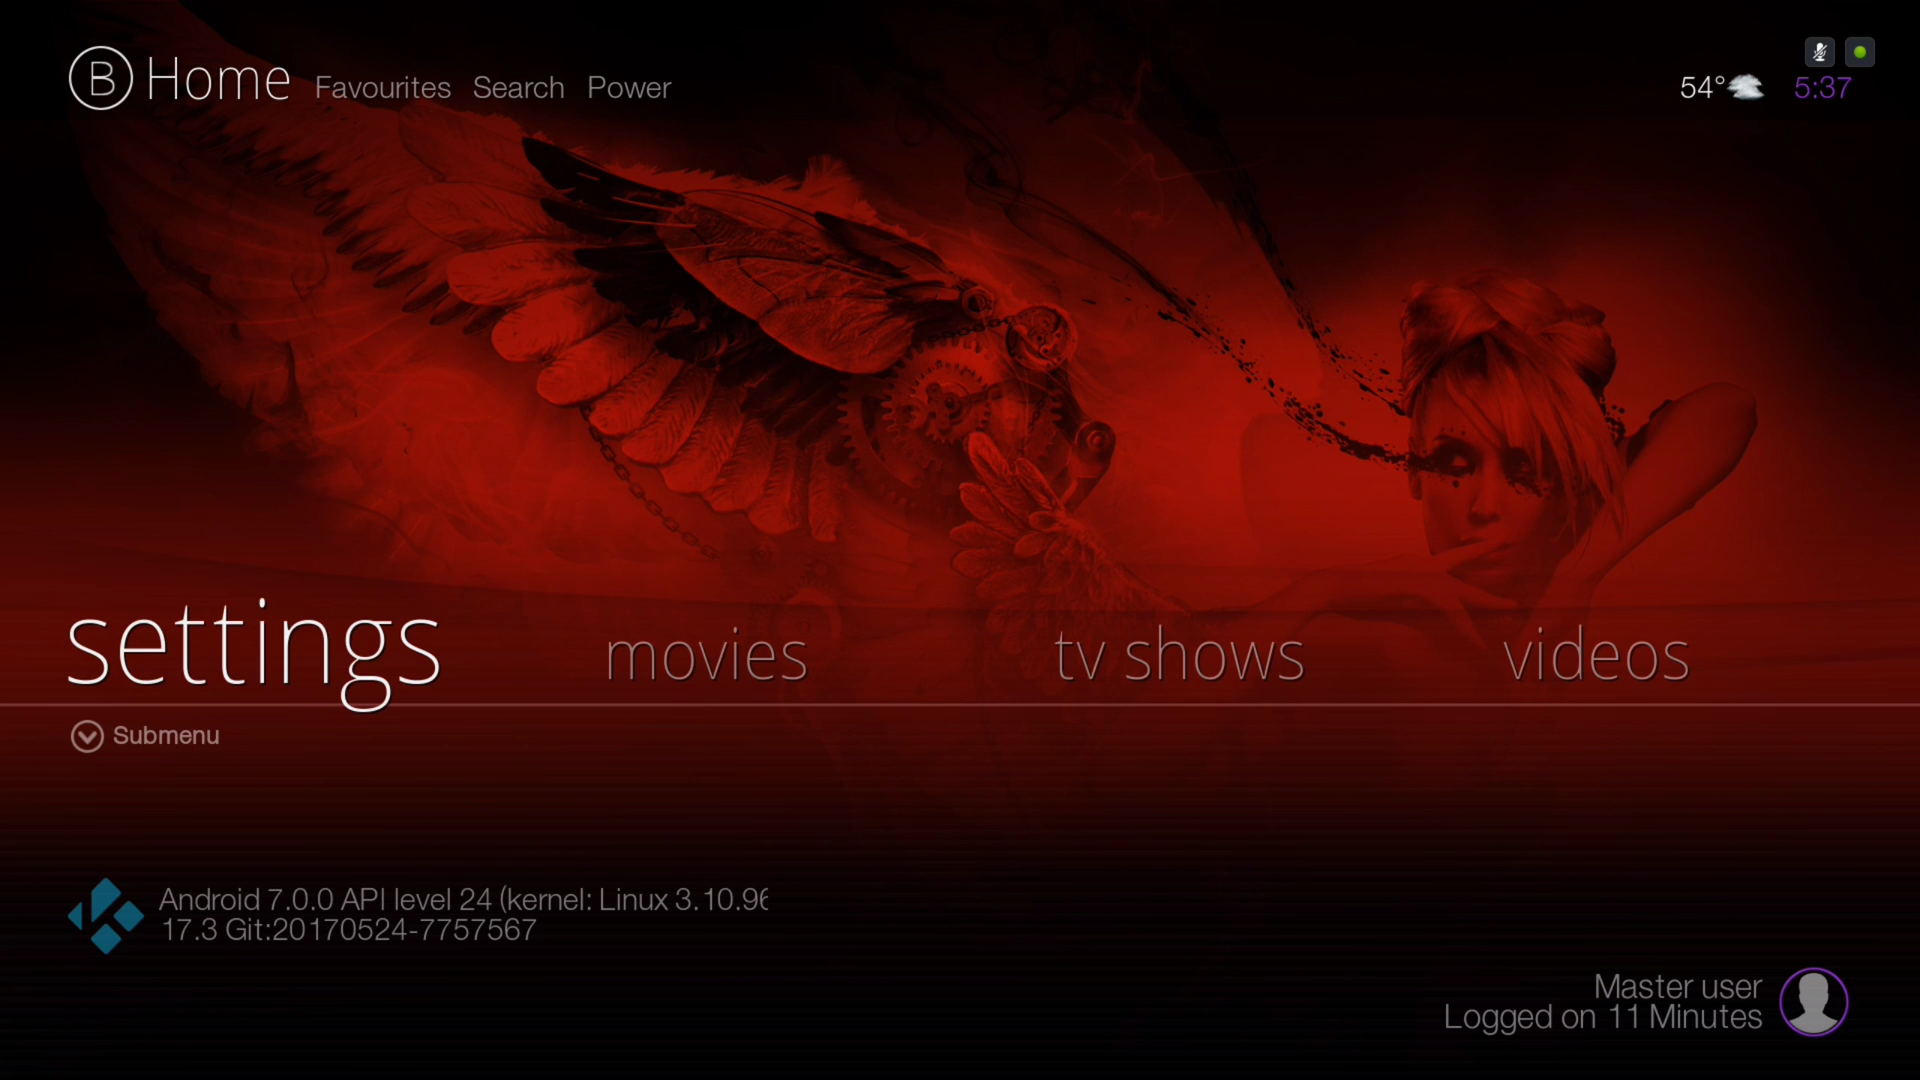 B Home Favourites Search Power
54° 5:37
settings movies tv shows videos
Submenu
Android 7.0.0 API level 24 (kernel: Linux 3.10.96
17.3 Git:20170524-7757567
Master user
Logged on 11 Minutes